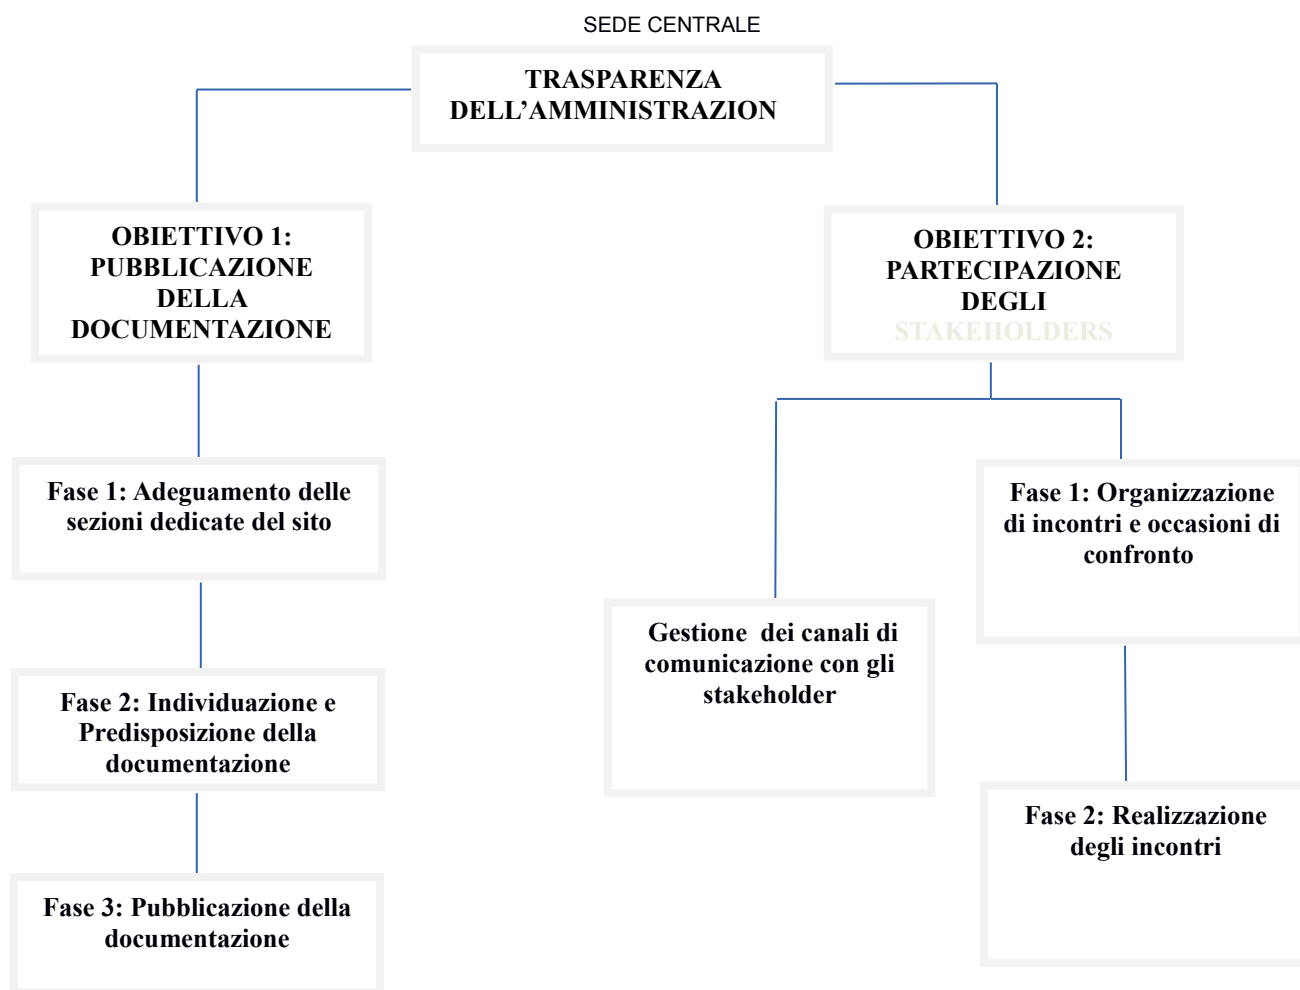 SEDE CENTRALE
TRASPARENZA
DELL’AMMINISTRAZION
OBIETTIVO 1:
PUBBLICAZIONE
DELLA
DOCUMENTAZIONE
OBIETTIVO 2:
PARTECIPAZIONE
DEGLI
STAKEHOLDERS
Fase 1: Adeguamento delle
sezioni dedicate del sito
Fase 2: Individuazione e
Predisposizione della
documentazione
Fase 3: Pubblicazione della
documentazione
Gestione  dei canali di
comunicazione con gli
stakeholder
Fase 1: Organizzazione
di incontri e occasioni di
confronto
Fase 2: Realizzazione
degli incontri